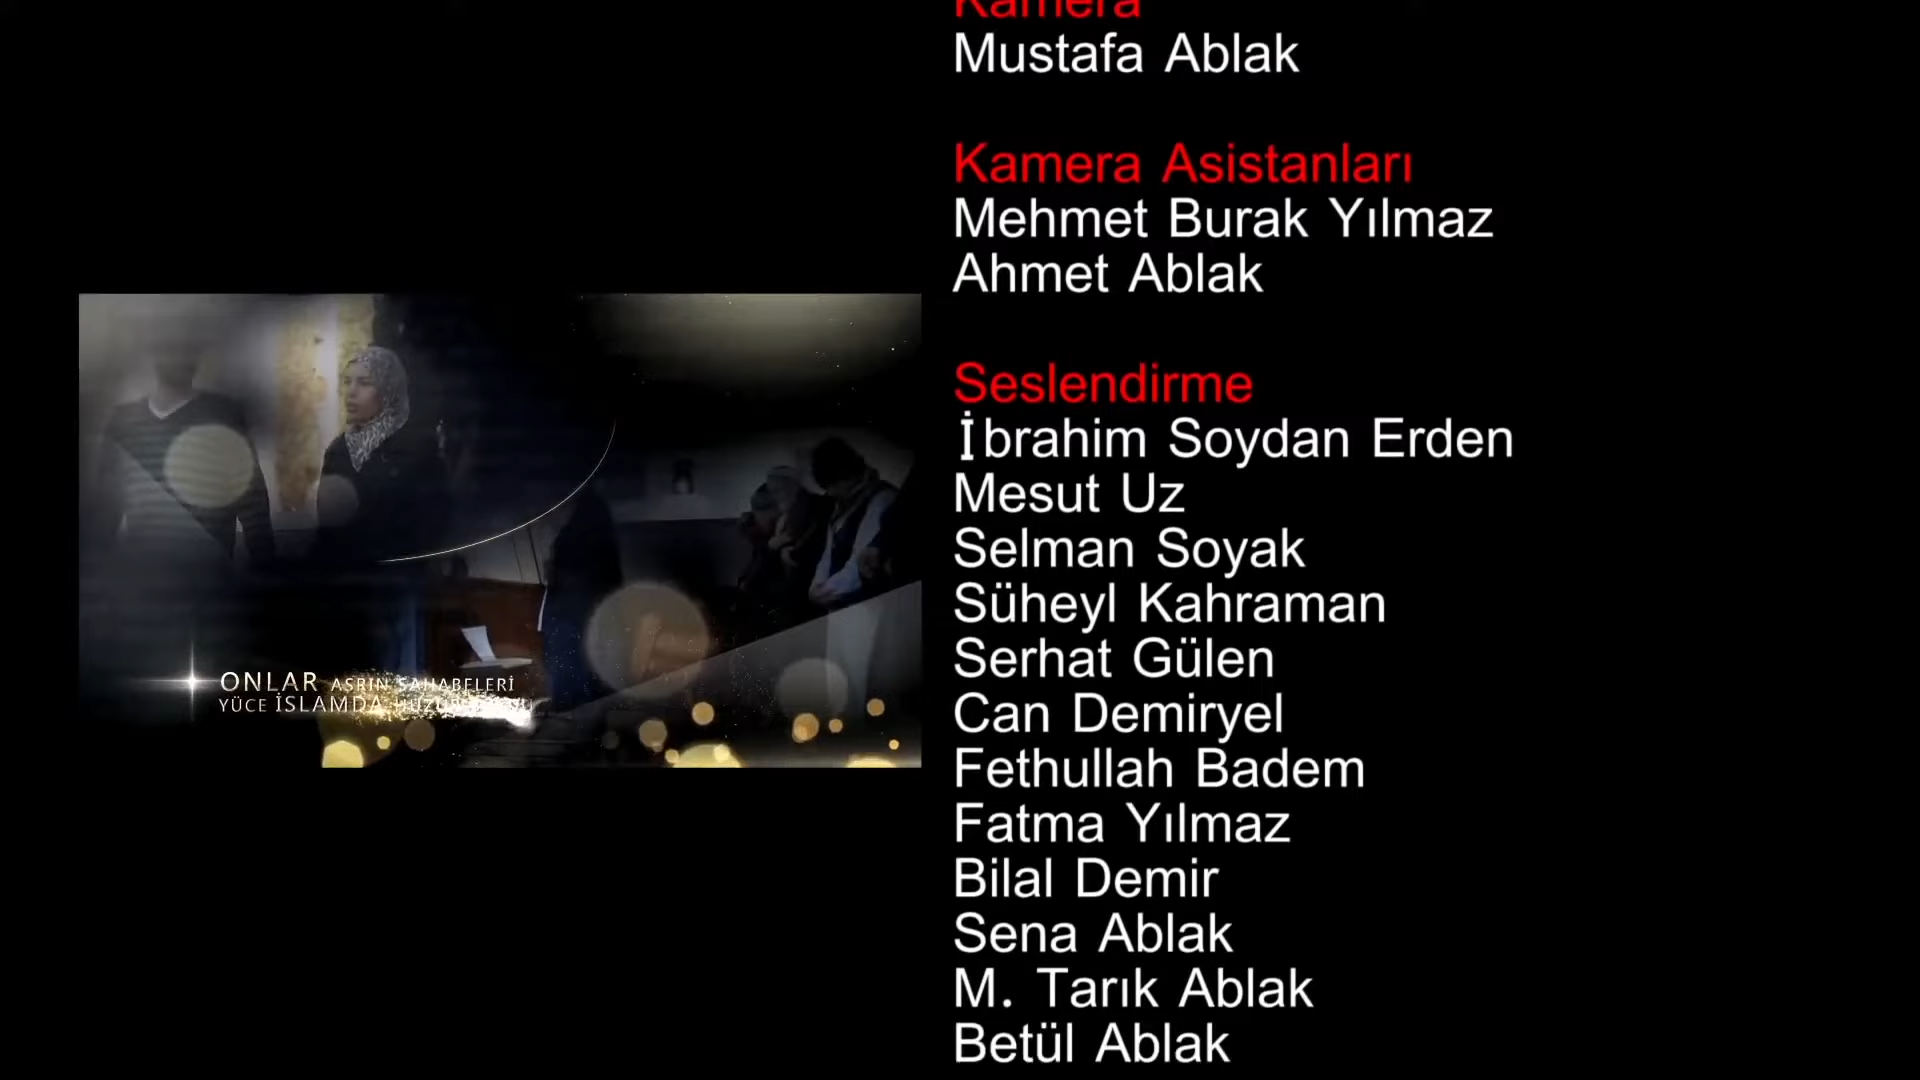 Kamera
Mustafa Ablak
Kamera Asistanları
Mehmet Burak Yılmaz
Ahmet Ablak
Seslendirme
İbrahim Soydan Erden
Mesut Uz
Selman Soyak
Süheyl Kahraman
Serhat Gülen
Can Demiryel
Fethullah Badem
Fatma Yılmaz
Bilal Demir
Sena Ablak
M. Tarık Ablak
Betül Ablak
ONLAR ASRIN SAHABELERİ
YÜCE İSLAMDA